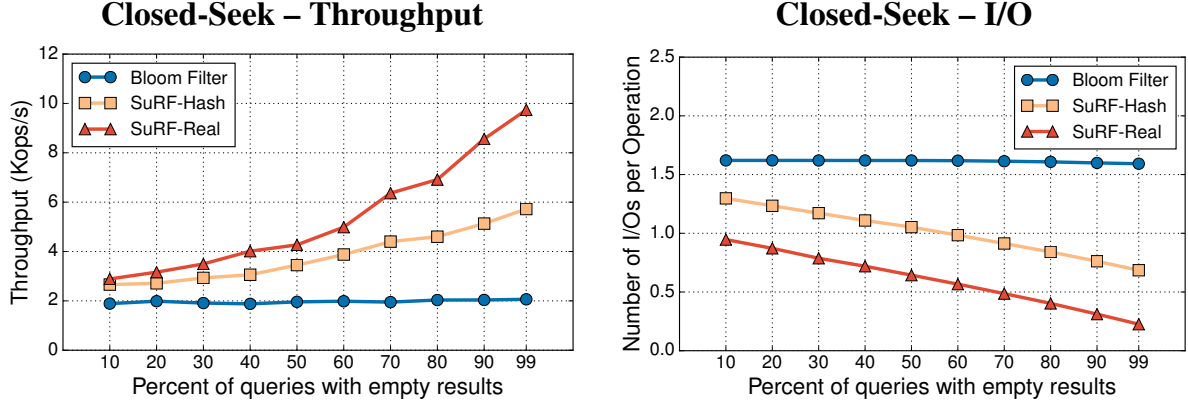 Closed-Seek – Throughput
12
10
8
6
4
2
0
Throughput (Kops/s)
Bloom Filter
SuRF-Hash
SuRF-Real
10 20 30 40 50 60 70 80 90 99
Percent of queries with empty results
Closed-Seek – I/O
2.5
2.0
1.5
1.0
0.5
0.0
Number of I/Os per Operation
Bloom Filter
SuRF-Hash
SuRF-Real
10 20 30 40 50 60 70 80 90 99
Percent of queries with empty results